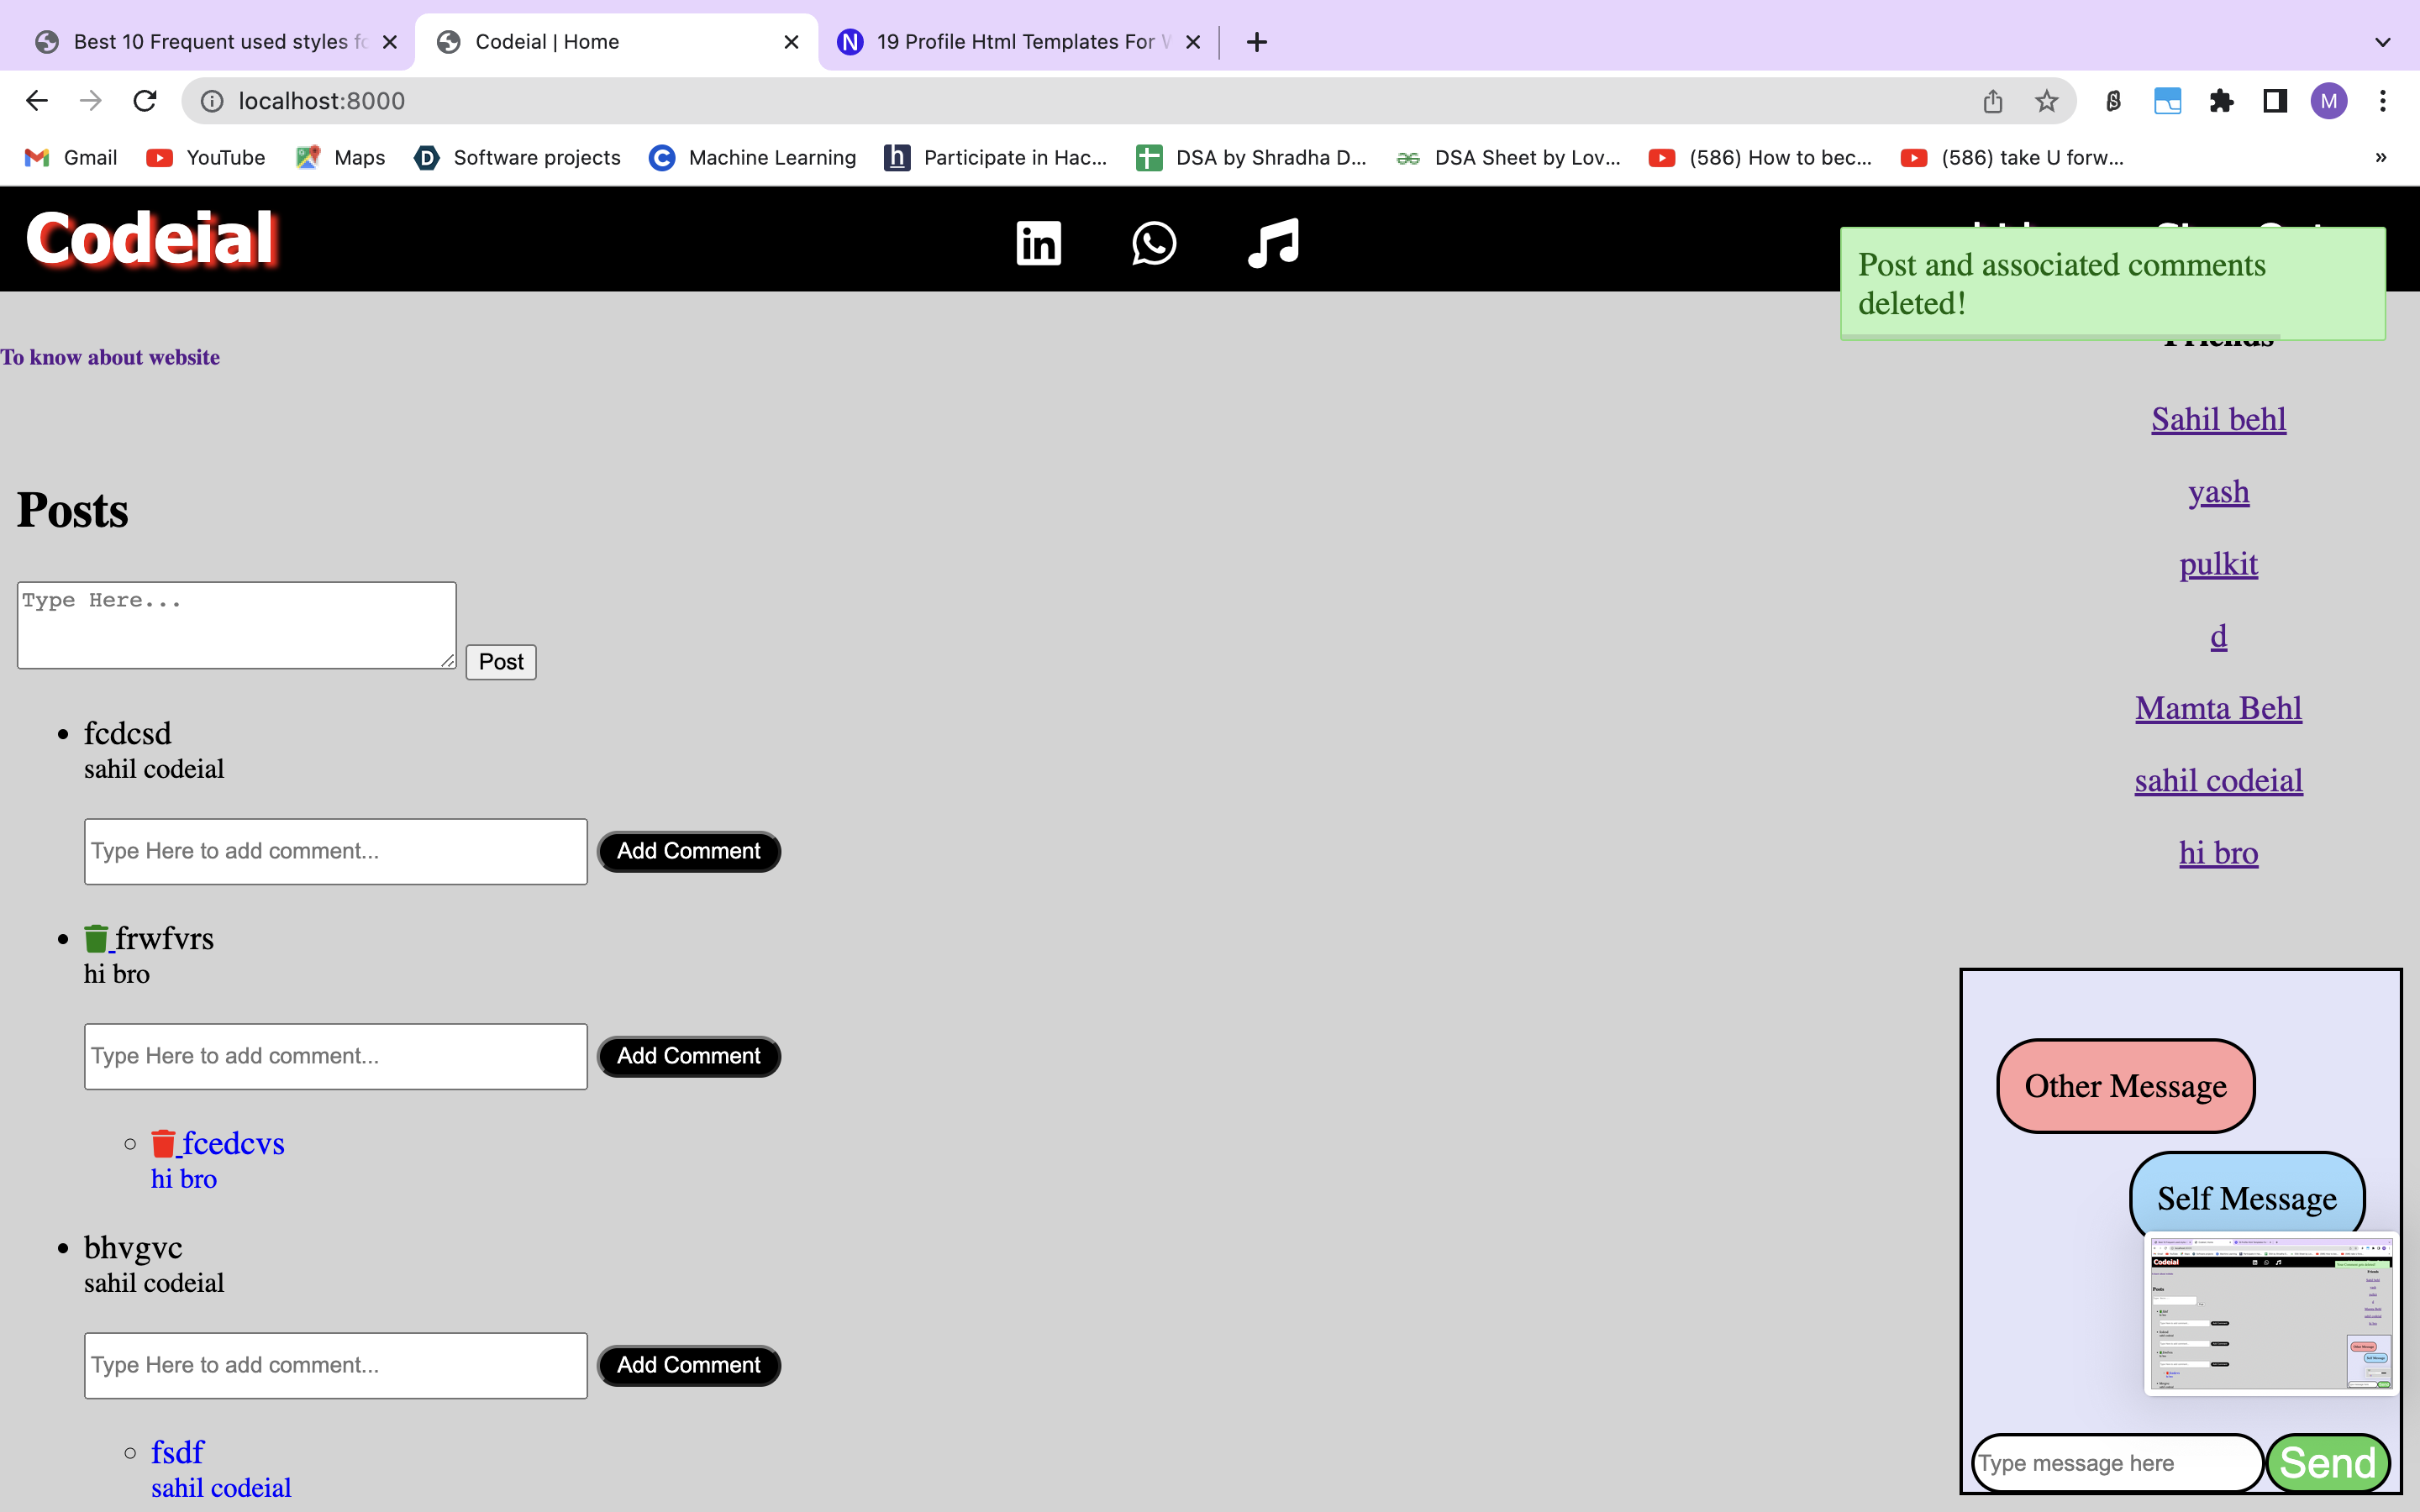 Best 10 Frequent used styles fo
Codeial | Home
19 Profile Html Templates For W
localhost:8000
M
Gmail
YouTube
Maps
Software projects
Machine Learning
Participate in Hac...
DSA by Shradha D...
DSA Sheet by Lov...
(586) How to bec...
(586) take U forw...
»
Codeial
Post and associated comments
deleted!
To know about website
Friends
Sahil behl
yash
pulkit
d
Mamta Behl
sahil codeial
hi bro
Posts
Type Here...
Post
fcdcsd
sahil codeial
Type Here to add comment...
Add Comment
frwfvrs
hi bro
Type Here to add comment...
Add Comment
fcedcvs
hi bro
bhvgvc
sahil codeial
Type Here to add comment...
Add Comment
fsdf
sahil codeial
Other Message
Self Message
Codeial
Type message here
Send